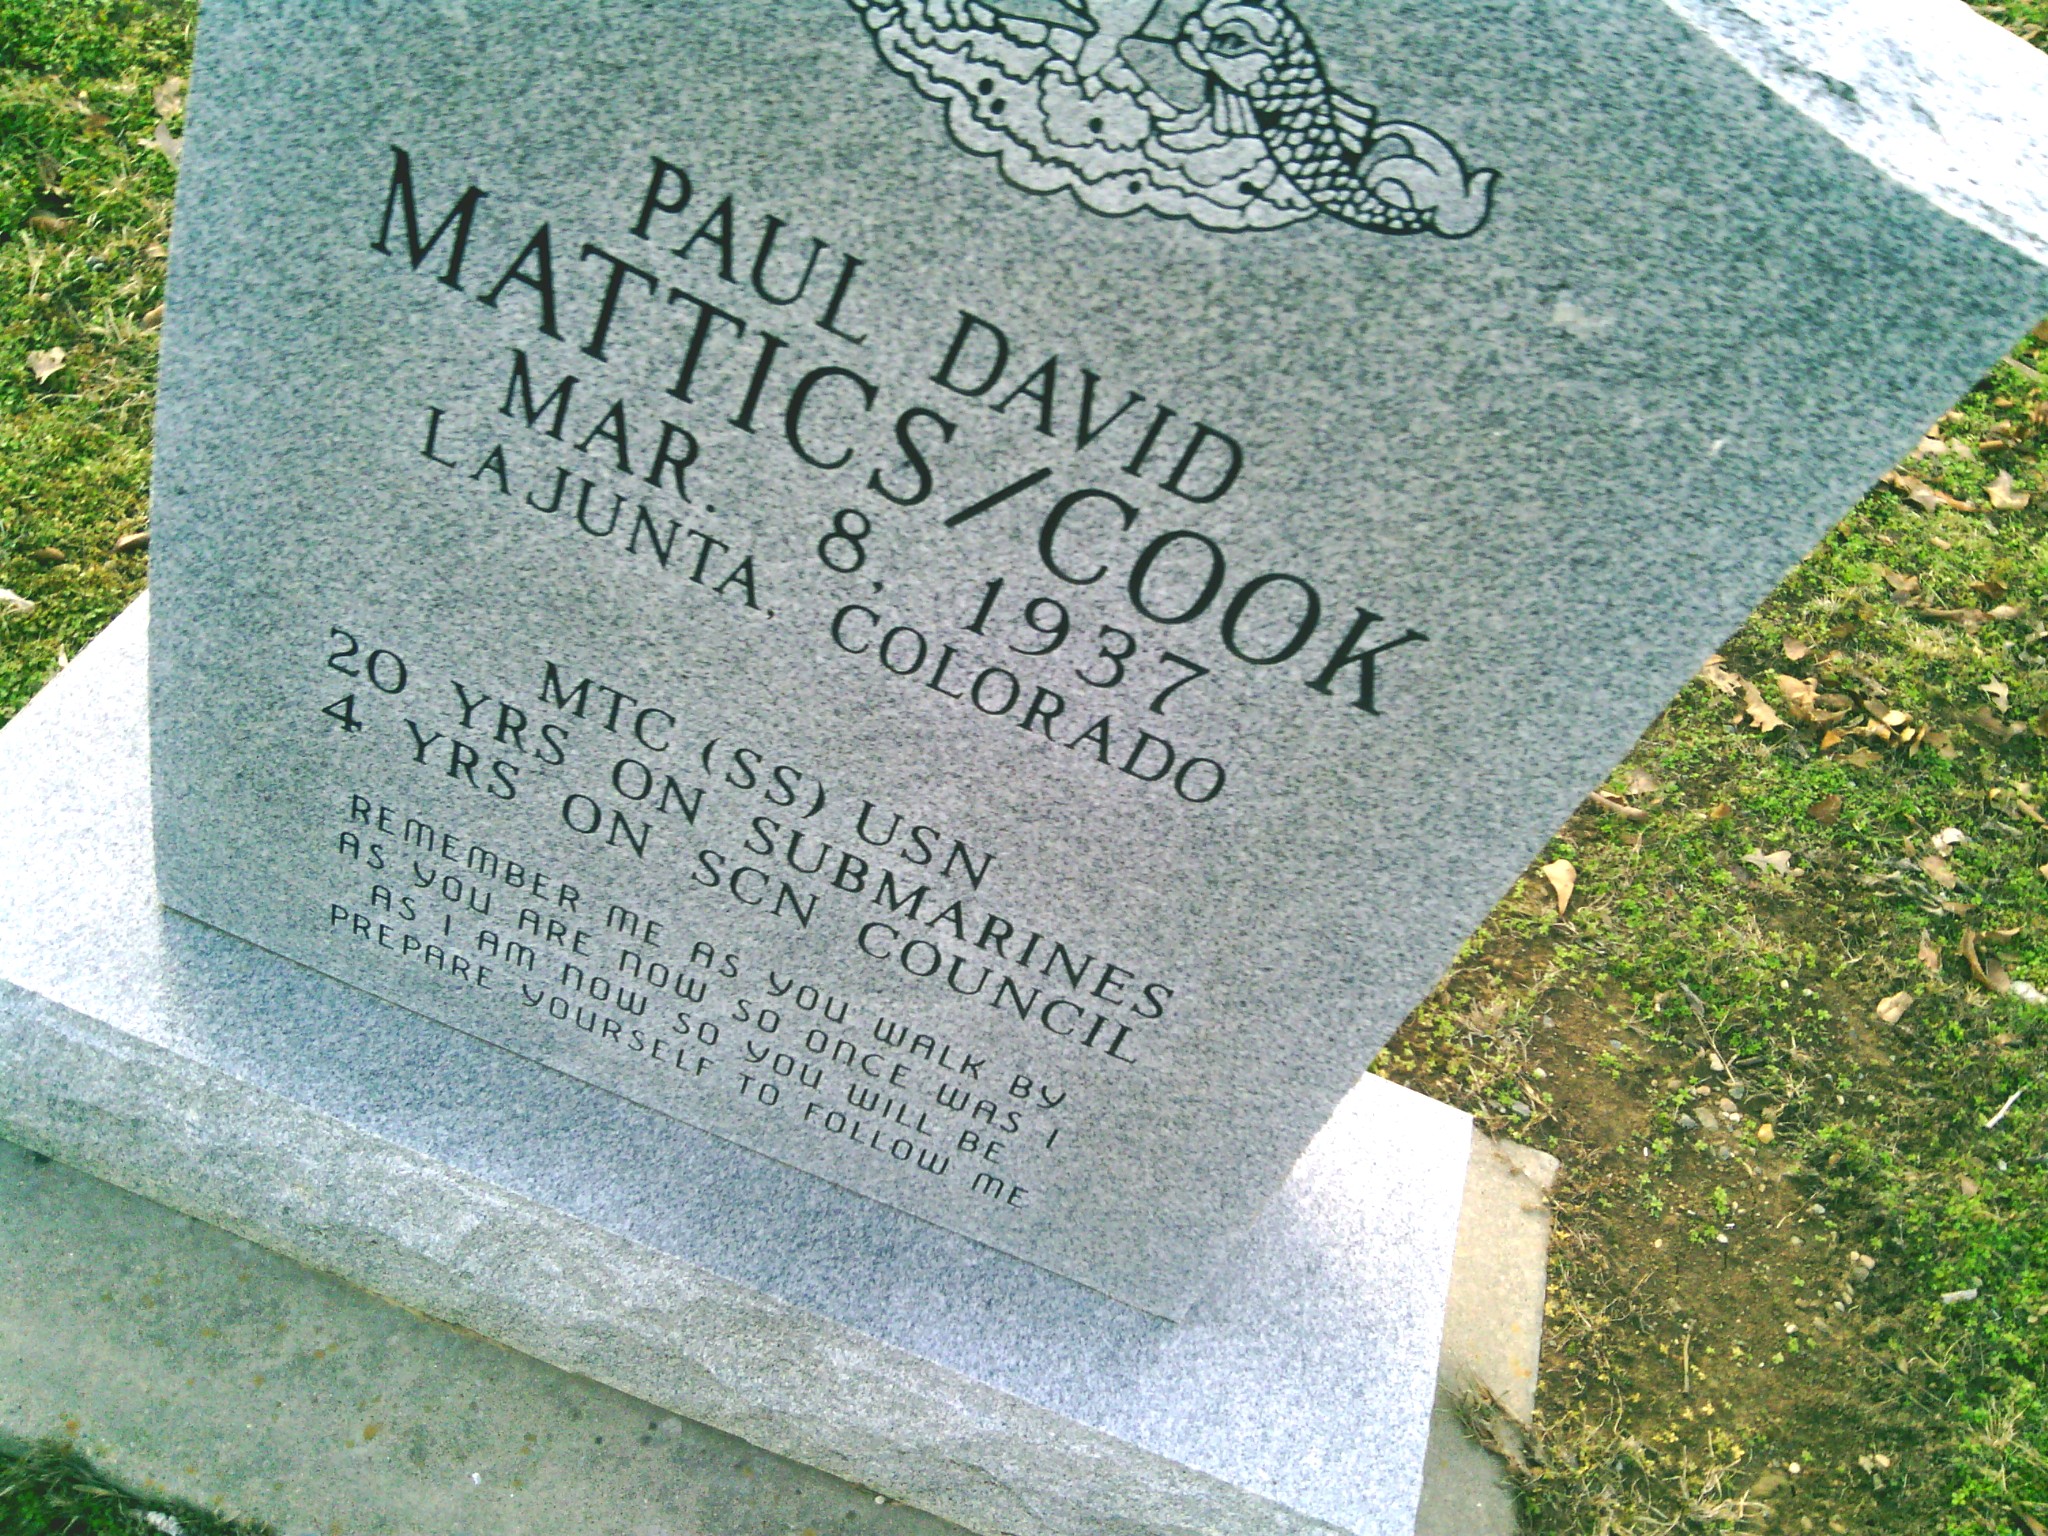 PAUL DAVID
MATTICS/COOK
MAR. 8, 1937
LA JUNTA, COLORADO
MTC (SS) USN
20 YRS ON SUBMARINES
4 YRS ON SCN COUNCIL
REMEMBER ME AS YOU WALK BY
AS YOU ARE NOW SO ONCE WAS I
AS I AM NOW SO YOU WILL BE
PREPARE YOURSELF TO FOLLOW ME